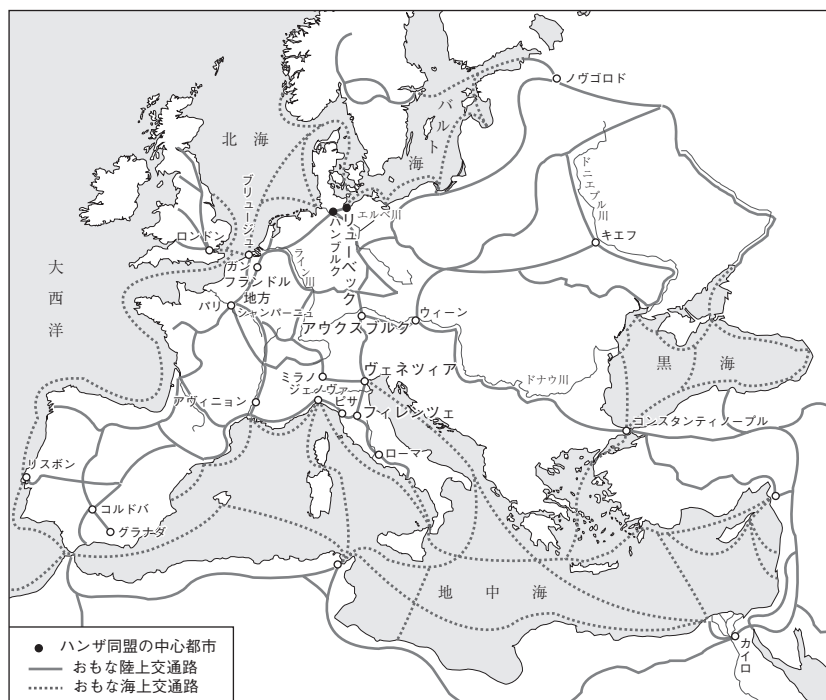 ノヴゴロド
バルト海
北海
ドニエプル川
ブリュージュ
リューベック
ハンブルク
エルベ川
ロンドン
キエフ
ガン
フランドル
地方
ライン川
大西洋
パリ
シャンパーニュ
アウクスブルク
ウィーン
黒海
ミラノ
ヴェネツィア
ドナウ川
ジェノヴァ
ピサ
フィレンツェ
アヴィニョン
コンスタンティノープル
ローマ
リスボン
コルドバ
グラナダ
地中海
カイロ
● ハンザ同盟の中心都市
おもな陸上交通路
おもな海上交通路